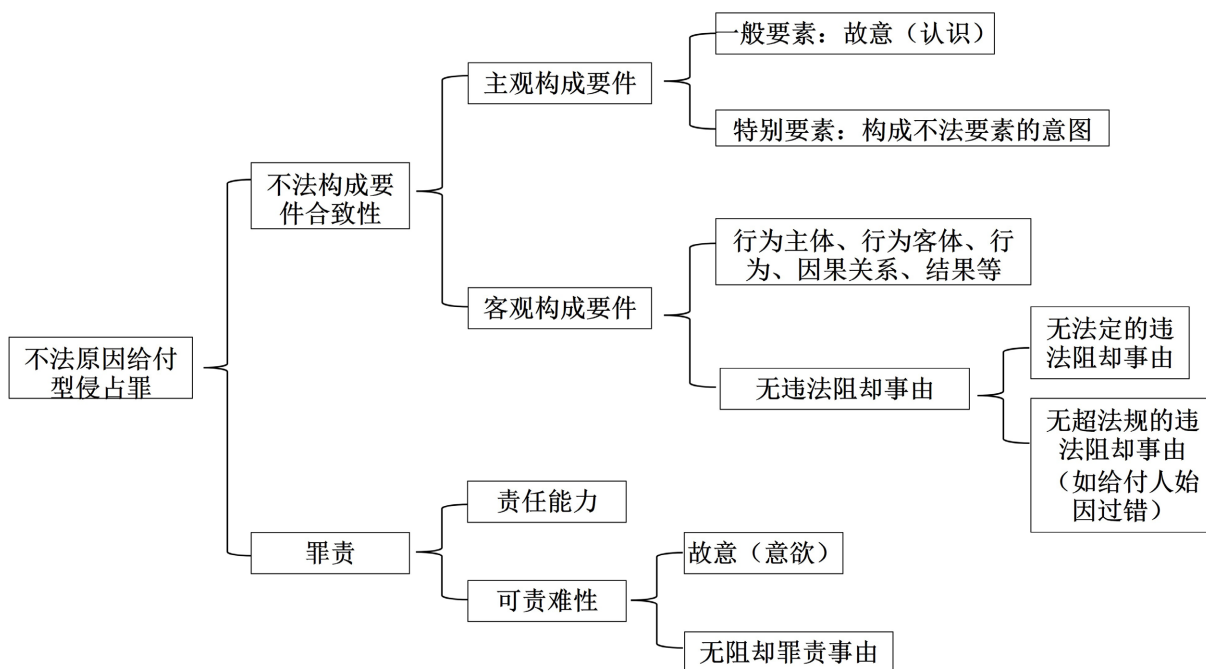 不法原因给付
型侵占罪
不法构成要
件合致性
主观构成要件
一般要素：故意（认识）
特别要素：构成不法要素的意图
客观构成要件
行为主体、行为客体、行
为、因果关系、结果等
无违法阻却事由
无法定的违
法阻却事由
无超法规的违
法阻却事由
（如给付人始
因过错）
罪责
责任能力
可责难性
故意（意欲）
无阻却罪责事由